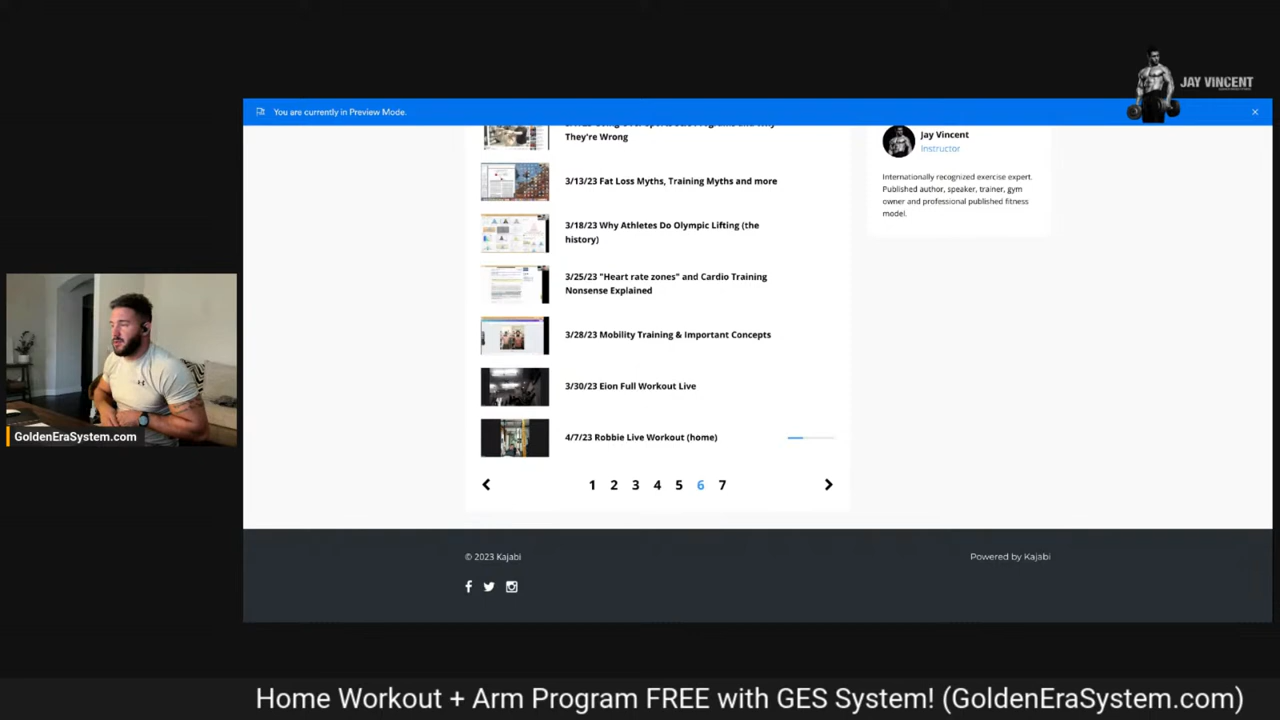 JAY VINCENT
You are currently in Preview Mode.
They're Wrong
3/13/23 Fat Loss Myths, Training Myths and more
3/18/23 Why Athletes Do Olympic Lifting (the
history)
3/25/23 "Heart rate zones" and Cardio Training
Nonsense Explained
3/28/23 Mobility Training & Important Concepts
3/30/23 Eion Full Workout Live
4/7/23 Robbie Live Workout (home)
1 2 3 4 5 6 7
Jay Vincent
Instructor
Internationally recognized exercise expert.
Published author, speaker, trainer, gym
owner and professional published fitness
model.
GoldenEraSystem.com
© 2023 Kajabi
Powered by Kajabi
Home Workout + Arm Program FREE with GES System! (GoldenEraSystem.com)